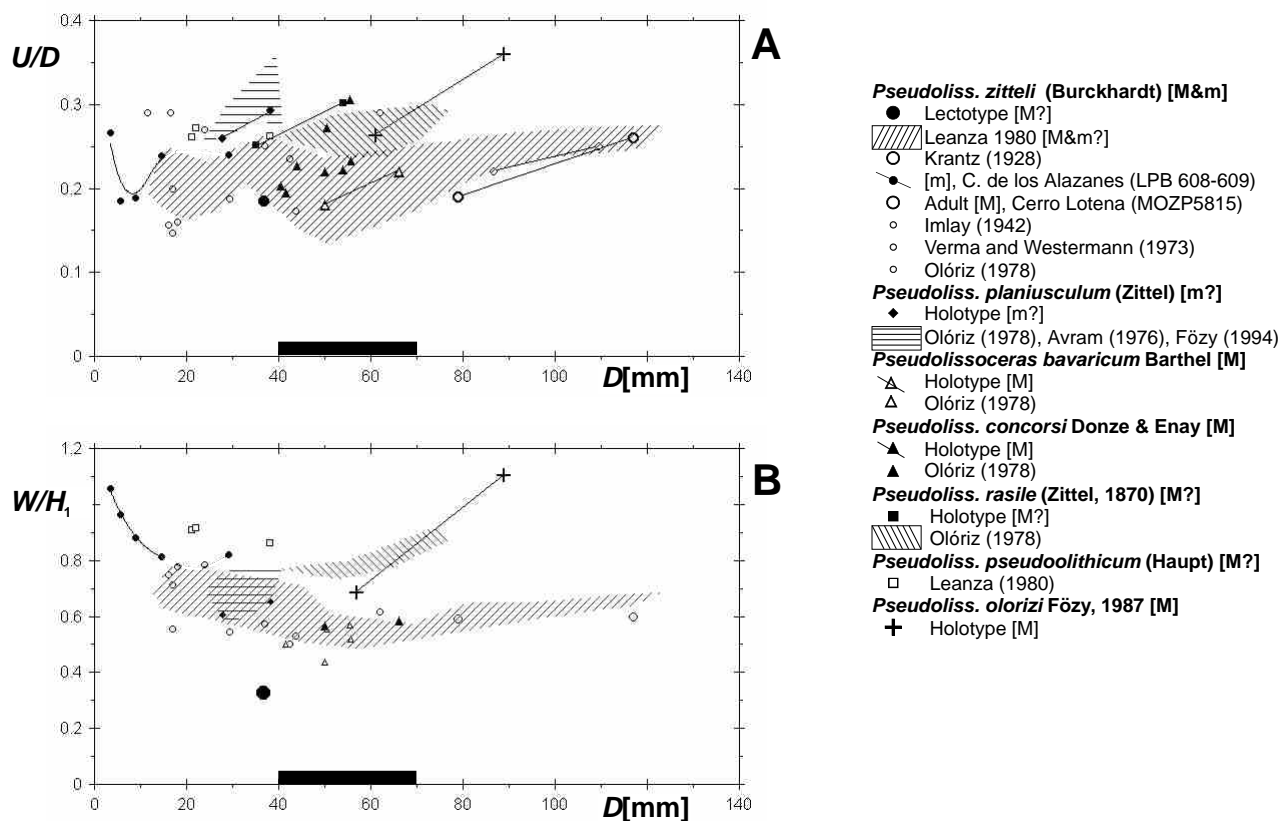 A
U/D
0.4
0.3
0.2
0.1
0
0 20 40 60 80 100 120 140
D[mm]
B
W/H1
1.2
1
0.8
0.6
0.4
0.2
0
0 20 40 60 80 100 120 140
D[mm]
Pseudoliss. zitteli (Burckhardt) [M&m]
Lectotype [M?]
Leanza 1980 [M&m?]
Krantz (1928)
[m], C. de los Alazanes (LPB 608-609)
Adult [M], Cerro Lotena (MOZP5815)
Imlay (1942)
Verma and Westermann (1973)
Olóriz (1978)
Pseudoliss. planiusculum (Zittel) [m?]
Holotype [m?]
Olóriz (1978), Avram (1976), Fözy (1994)
Pseudolissoceras bavaricum Barthel [M]
Holotype [M]
Olóriz (1978)
Pseudoliss. concorsi Donze & Enay [M]
Holotype [M]
Olóriz (1978)
Pseudoliss. rasile (Zittel, 1870) [M?]
Holotype [M?]
Olóriz (1978)
Pseudoliss. pseudoolithicum (Haupt) [M?]
Leanza (1980)
Pseudoliss. olorizi Fözy, 1987 [M]
Holotype [M]